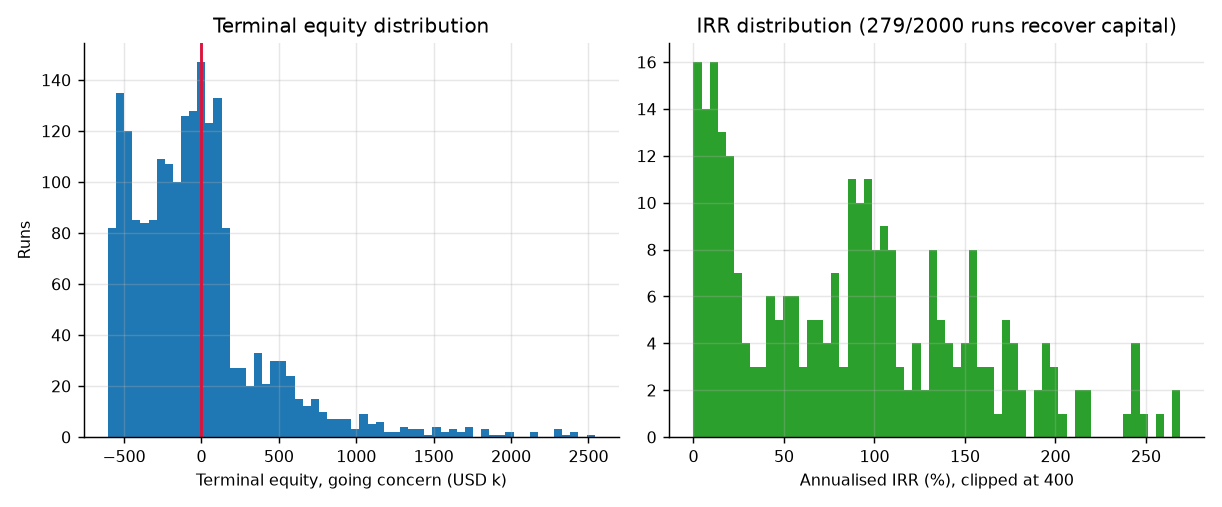 Terminal equity distribution
Runs
140
120
100
80
60
40
20
0
−500 0 500 1000 1500 2000 2500
Terminal equity, going concern (USD k)
IRR distribution (279/2000 runs recover capital)
16
14
12
10
8
6
4
2
0
0 50 100 150 200 250
Annualised IRR (%), clipped at 400